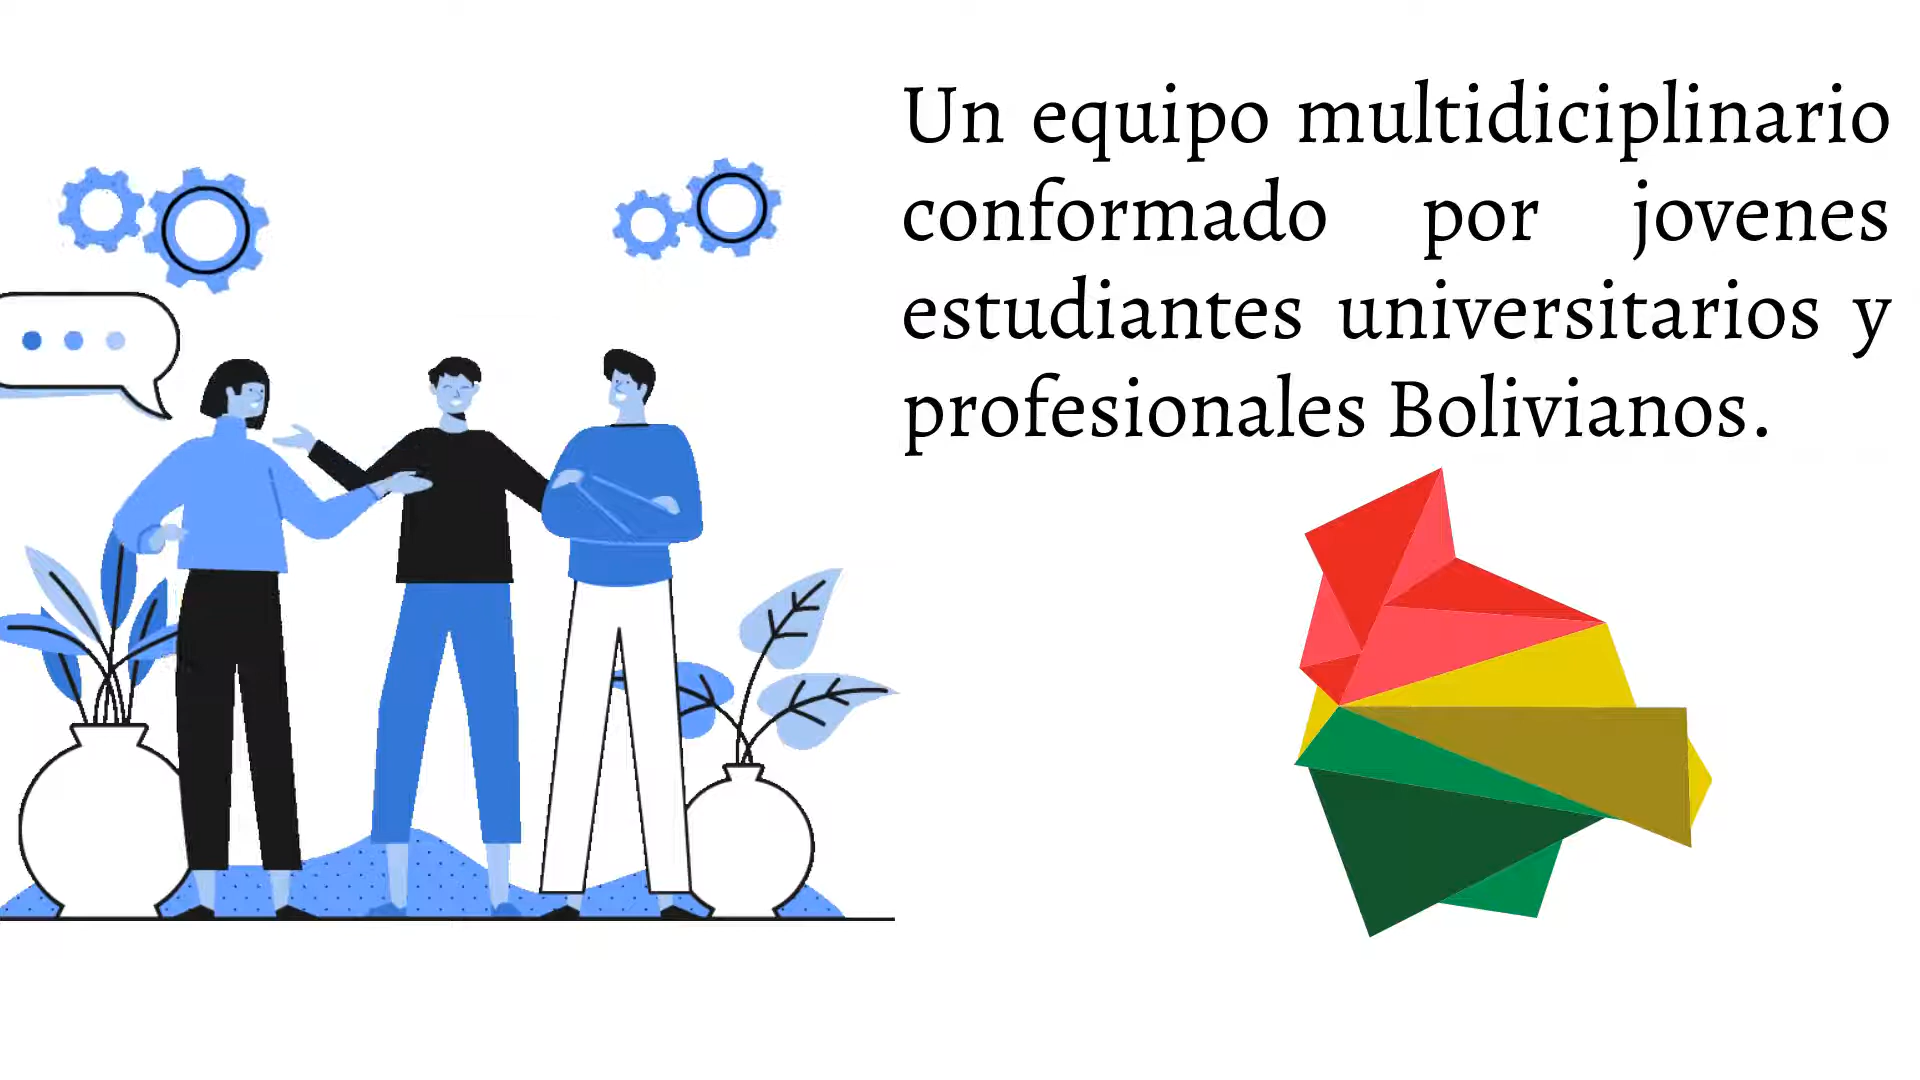 Un equipo multidiciplinario
conformado por jovenes
estudiantes universitarios y
profesionales Bolivianos.